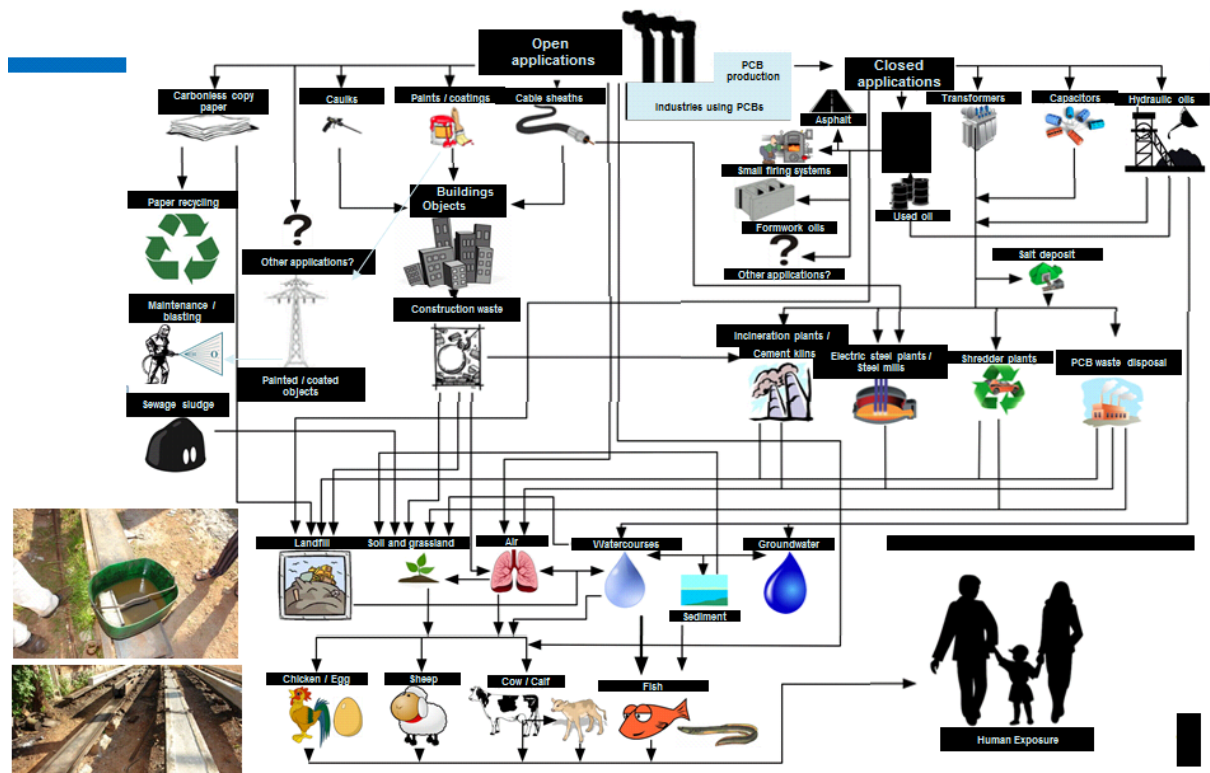 Open
applications
PCB
production
Industries using PCBs
Closed
applications
Carbonless copy
paper
Caulks
Paints / coatings
Cable sheaths
Asphalt
Transformers
Capacitors
Hydraulic oils
Small firing systems
Paper recycling
Buildings
Objects
Formwork oils
Used oil
?
Other applications?
?
Other applications?
Salt deposit
Maintenance /
blasting
Construction waste
Incineration plants /
Cement kilns
Electric steel plants /
Steel mills
Shredder plants
PCB waste disposal
Painted / coated
objects
Sewage sludge
Landfill
Soil and grassland
Air
Watercourses
Groundwater
Sediment
Chicken / Egg
Sheep
Cow / Calf
Fish
Human Exposure